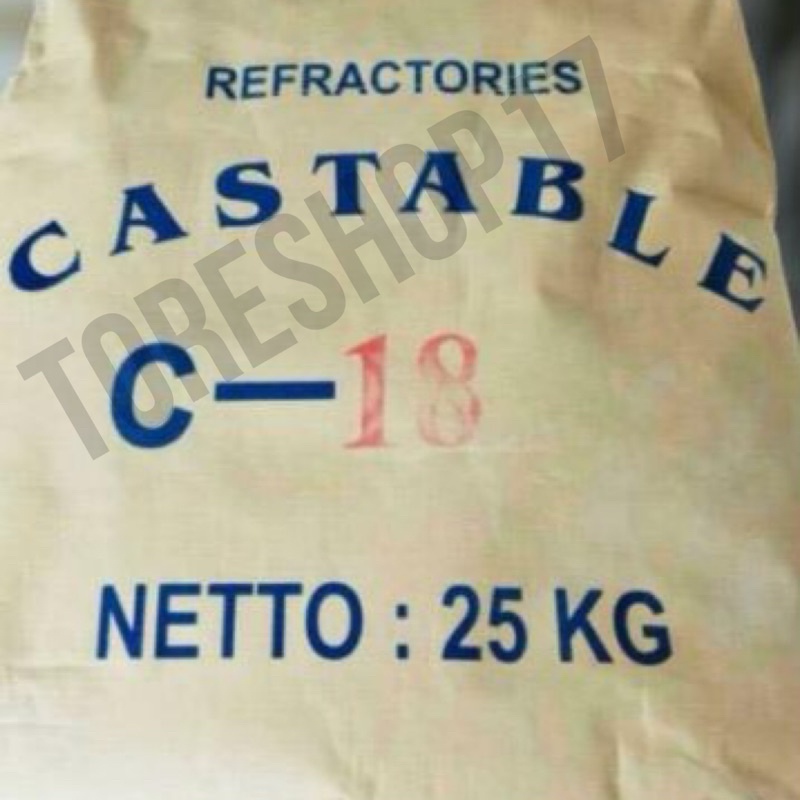 REFRACTORIES
CASTABLE
C-18
NETTO : 25 KG
TORESHOP17